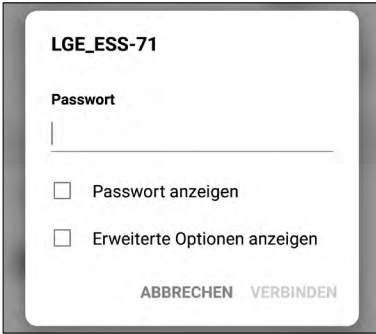 LGE_ESS-71
Passwort
Passwort anzeigen
Erweiterte Optionen anzeigen
ABBRECHEN VERBINDEN